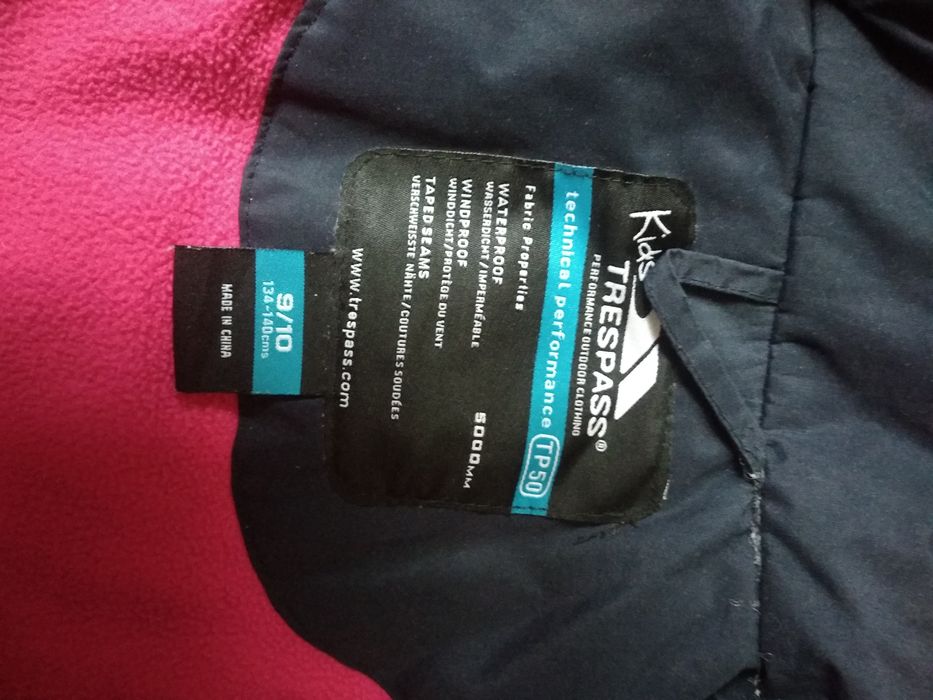 Kids
TRESPASS®
PERFORMANCE OUTDOOR CLOTHING
technical performance TP50
Fabric Properties
WATERPROOF 5000MM
WASSERDICHT/IMPERMÉABLE
WINDPROOF
WINDDICHT/PROTÈGE DU VENT
TAPED SEAMS
VERSCHWEISSTE NÄHTE/COUTURES SOUDÉES
www.trespass.com
9/10
134-140cms
MADE IN CHINA